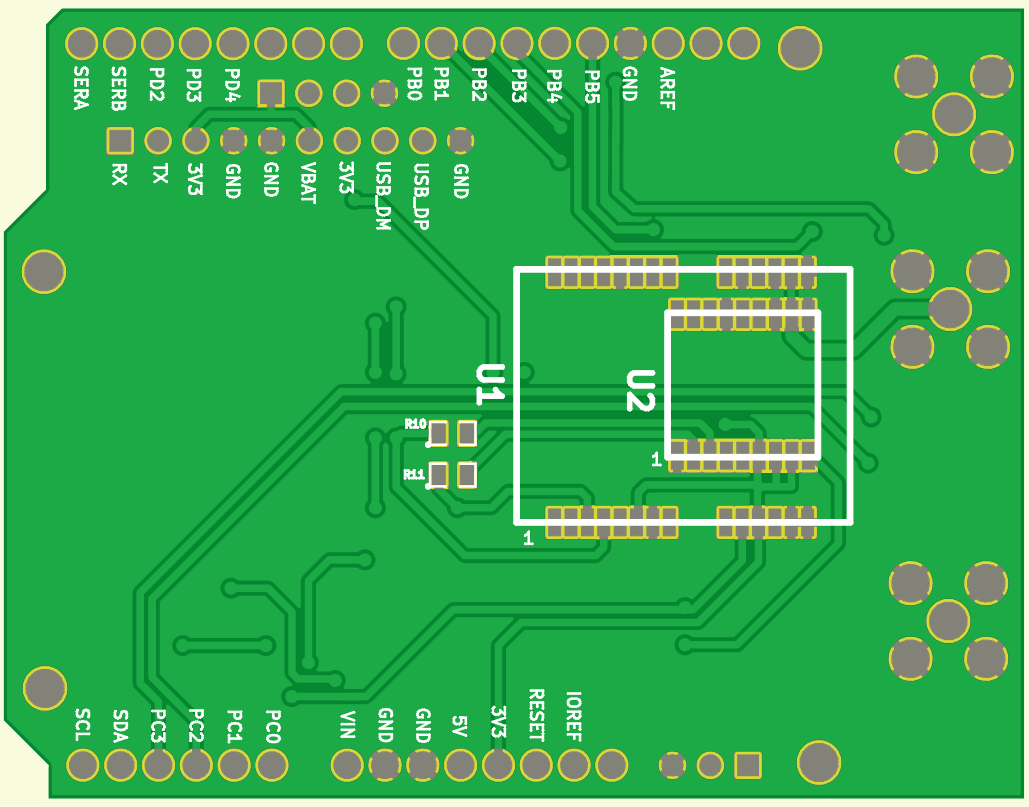 SERA
SERB
PD2
PD3
PD4
PB0
PB1
PB2
PB3
PB4
PB5
GND
AREF
RX
TX
3V3
GND
GND
VBAT
3V3
USB_DM
USB_DP
GND
U1
U2
R10
R11
1
1
SCL
SDA
PC3
PC2
PC1
PC0
VIN
GND
GND
5V
3V3
RESET
IOREF